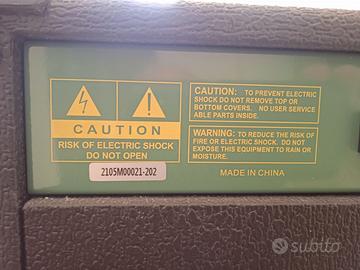 CAUTION
RISK OF ELECTRIC SHOCK
DO NOT OPEN
2105M00021-202
CAUTION: TO PREVENT ELECTRIC
SHOCK DO NOT REMOVE TOP OR
BOTTOM COVERS. NO USER SERVICE
ABLE PARTS INSIDE.
WARNING: TO REDUCE THE RISK OF
FIRE OR ELECTRIC SHOCK. DO NOT
EXPOSE THIS EQUIPMENT TO RAIN OR
MOISTURE.
MADE IN CHINA
subito